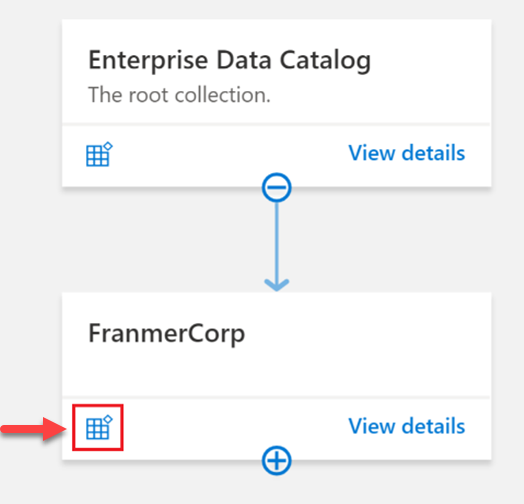 Enterprise Data Catalog
The root collection.
View details
FranmerCorp
View details